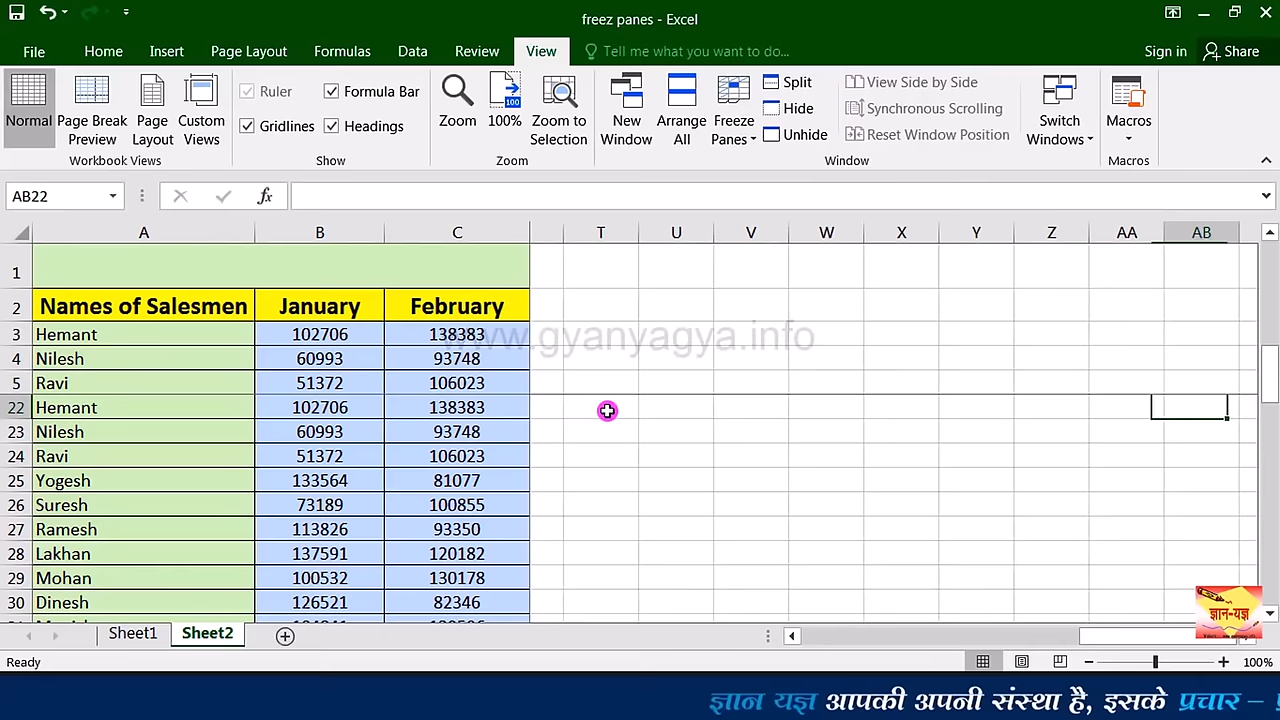 freez panes - Excel
File Home Insert Page Layout Formulas Data Review View Tell me what you want to do... Sign in Share
Normal Page Break Preview Page Layout Custom Views
Workbook Views
Ruler Formula Bar
Gridlines Headings
Show
Zoom 100% Zoom to Selection
Zoom
New Window Arrange All Freeze Panes
Split View Side by Side
Hide Synchronous Scrolling
Unhide Reset Window Position
Switch Windows
Window
Macros
Macros
AB22 fx
A B C T U V W X Y Z AA AB
1
2 Names of Salesmen January February
3 Hemant 102706 138383
www.gyanyagya.info
4 Nilesh 60993 93748
5 Ravi 51372 106023
22 Hemant 102706 138383
23 Nilesh 60993 93748
24 Ravi 51372 106023
25 Yogesh 133564 81077
26 Suresh 73189 100855
27 Ramesh 113826 93350
28 Lakhan 137591 120182
29 Mohan 100532 130178
30 Dinesh 126521 82346
ज्ञान-यज्ञ
Sheet1 Sheet2
Ready 100%
ज्ञान यज्ञ आपकी अपनी संस्था है, इसके प्रचार –